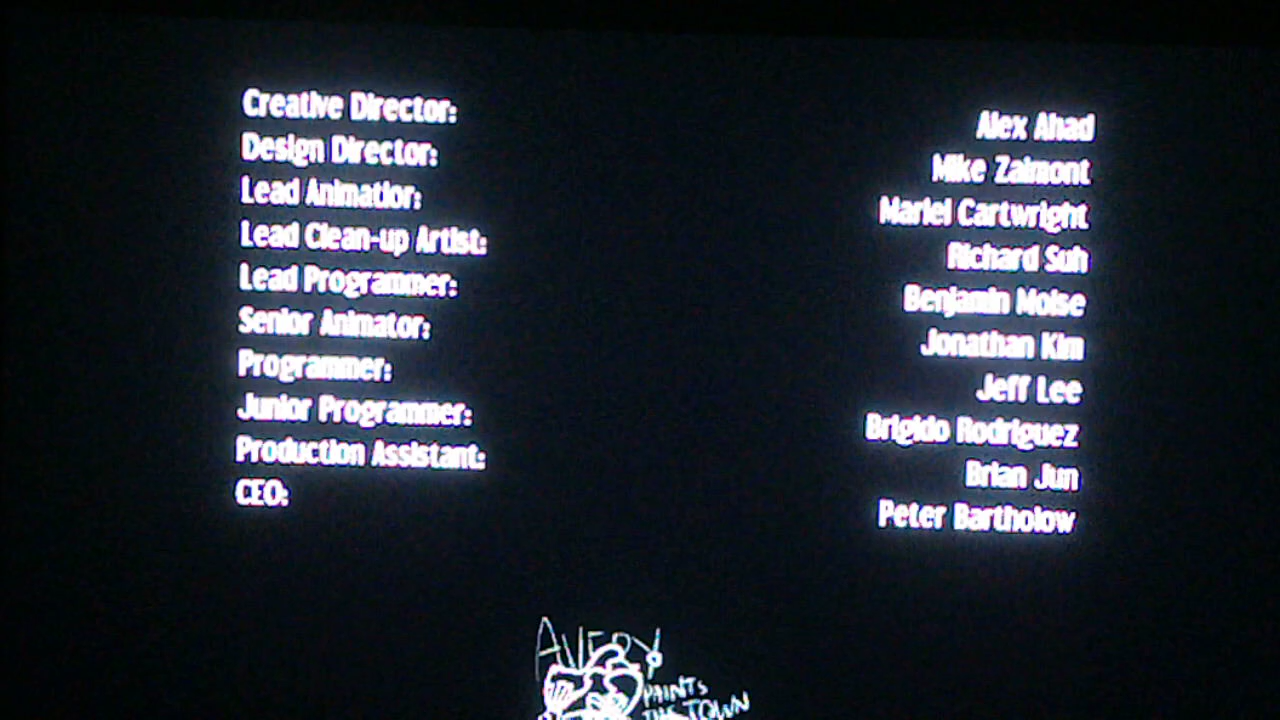 Creative Director: Alex Ahad
Design Director: Mike Zaimont
Lead Animatior: Mariel Cartwright
Lead Clean-up Artist: Richard Suh
Lead Programmer: Benjamin Moise
Senior Animator: Jonathan Kim
Programmer: Jeff Lee
Junior Programmer: Brigido Rodriguez
Production Assistant: Brian Jun
CEO: Peter Bartholow
AVERY
PAINTS
THE TOWN